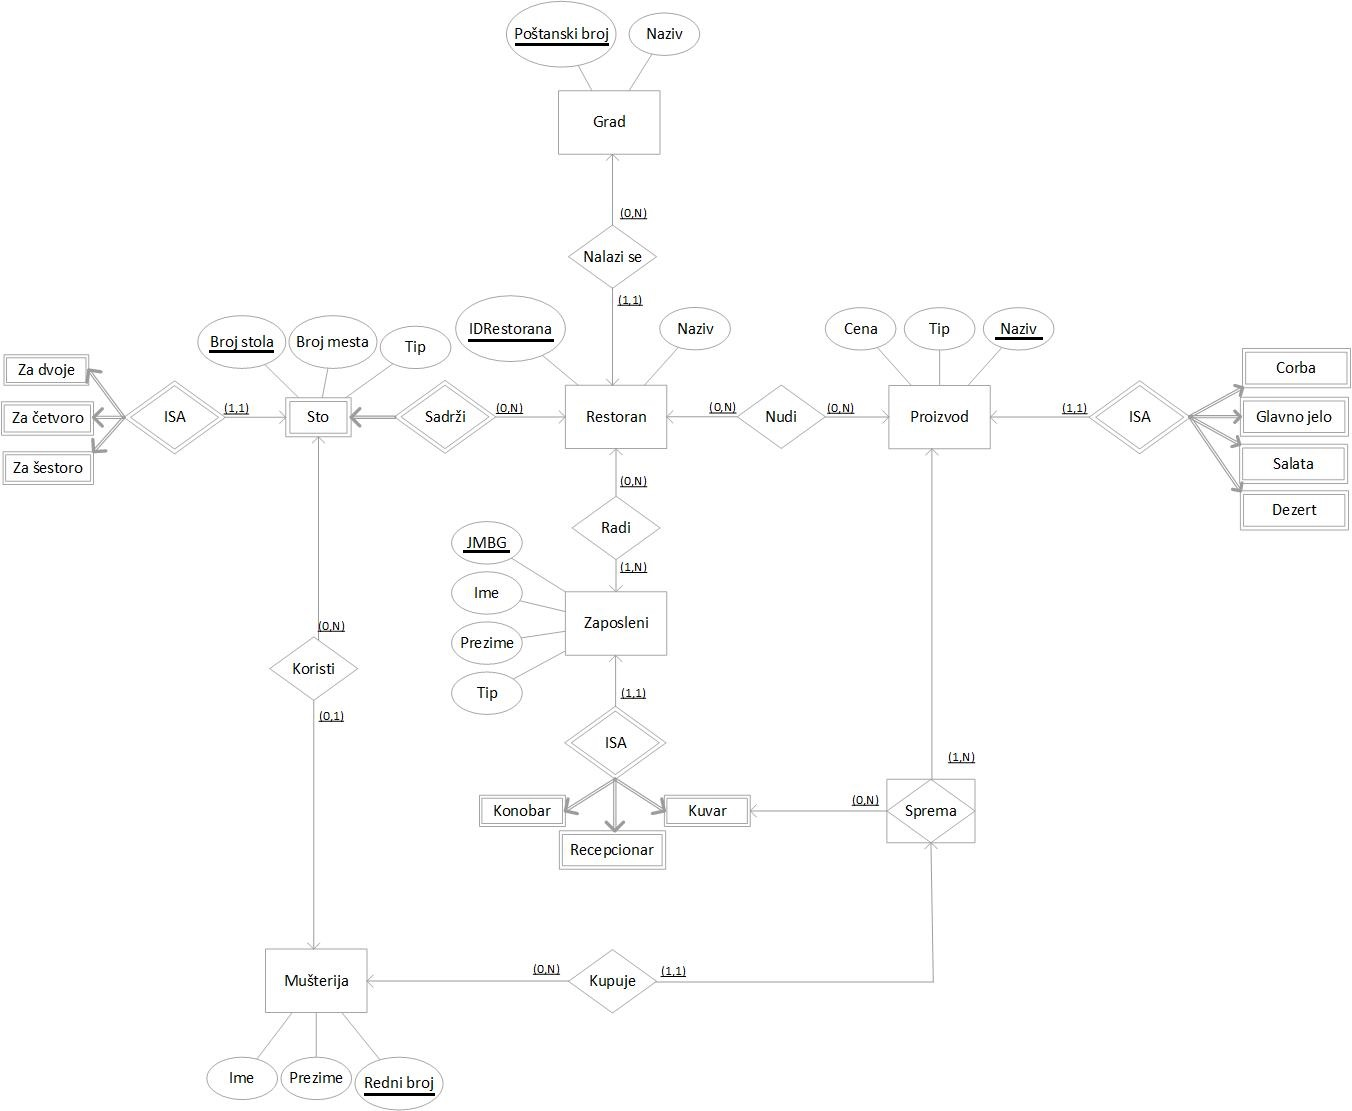 Poštanski broj
Naziv
Grad
(0,N)
Nalazi se
(1,1)
IDRestorana
Naziv
Broj stola
Broj mesta
Tip
Cena
Tip
Naziv
Za dvoje
Za četvoro
Za šestoro
ISA
(1,1)
Sto
Sadrži
(0,N)
Restoran
(0,N)
Nudi
(0,N)
Proizvod
(1,1)
ISA
Corba
Glavno jelo
Salata
Dezert
(0,N)
Radi
(1,N)
JMBG
Ime
Prezime
Tip
Zaposleni
(0,N)
Koristi
(0,1)
(1,1)
ISA
Konobar
Recepcionar
Kuvar
(0,N)
(1,N)
Sprema
Mušterija
(0,N)
Kupuje
(1,1)
Ime
Prezime
Redni broj